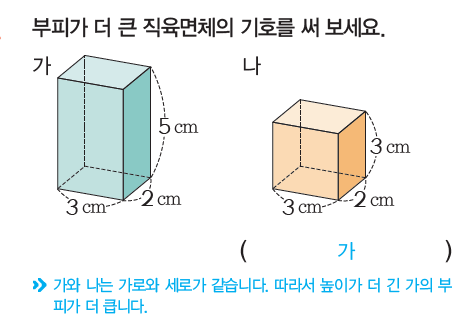 부피가 더 큰 직육면체의 기호를 써 보세요.
가
나
5 cm
3 cm
2 cm
3 cm
3 cm
2 cm
( 가 )
» 가와 나는 가로와 세로가 같습니다. 따라서 높이가 더 긴 가의 부
피가 더 큽니다.